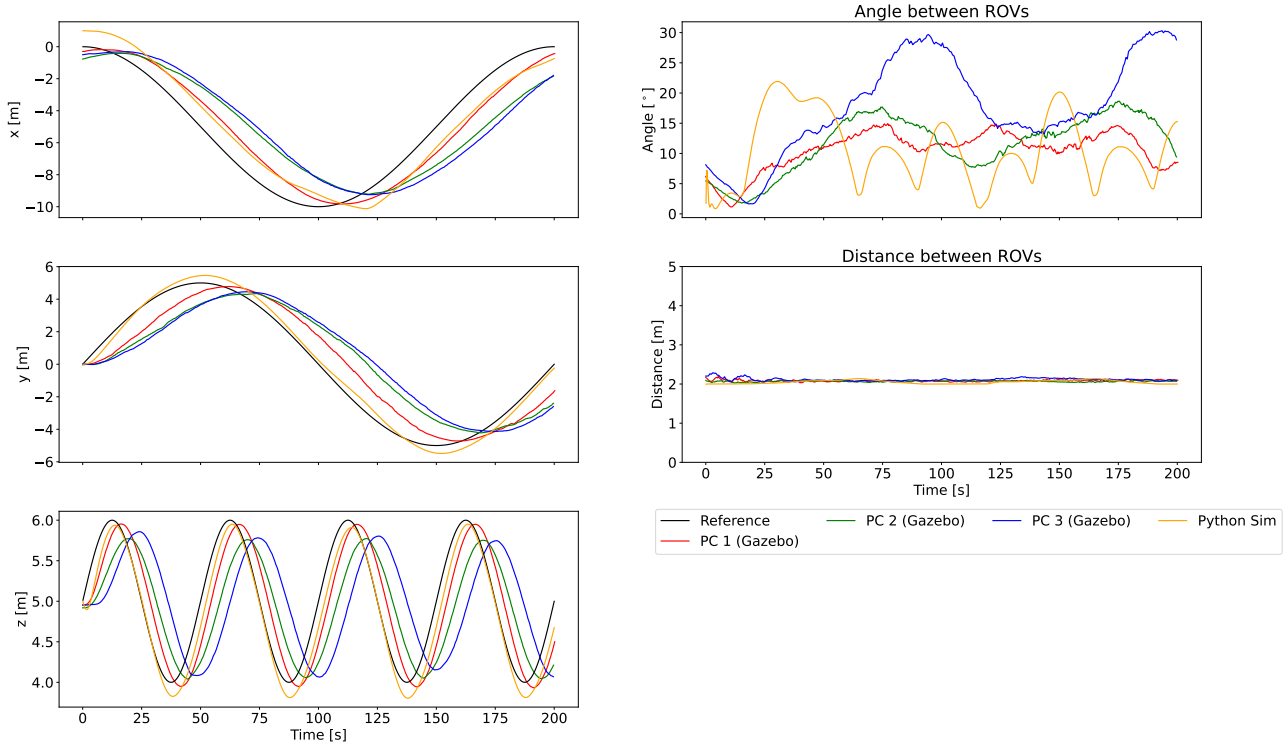 0
−2
−4
−6
−8
−10
x [m]
6
4
2
0
−2
−4
−6
y [m]
6.0
5.5
5.0
4.5
4.0
z [m]
0 25 50 75 100 125 150 175 200
Time [s]
Angle between ROVs
30
25
20
15
10
5
0
Angle [°]
Distance between ROVs
5
4
3
2
1
0
Distance [m]
0 25 50 75 100 125 150 175 200
Time [s]
Reference PC 2 (Gazebo) PC 3 (Gazebo) Python Sim
PC 1 (Gazebo)